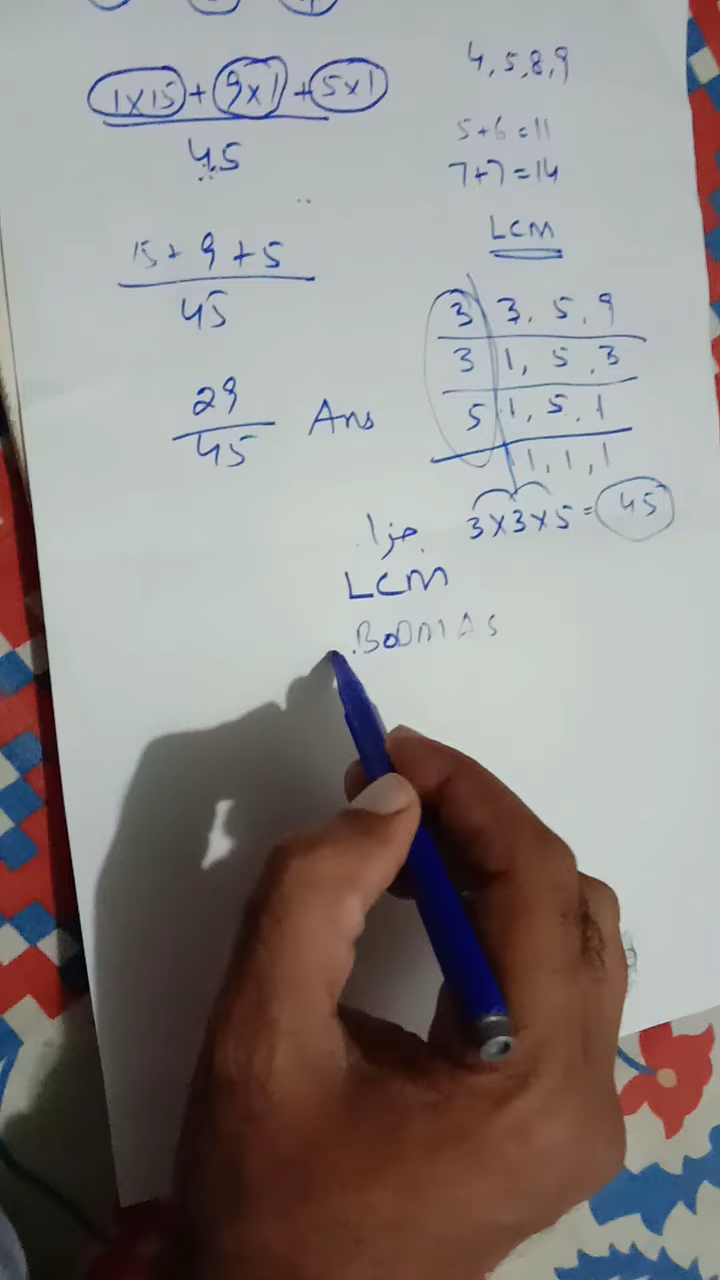 1×15 + 9×1 + 5×1
45
15 + 9 + 5
45
29
45
Ans
4, 5, 8, 9
5+6=11
7+7=14
LCM
3 3, 5, 9
3 1, 5, 3
5 1, 5, 1
1, 1, 1
3×3×5=45
جزا
LCM
BODMAS